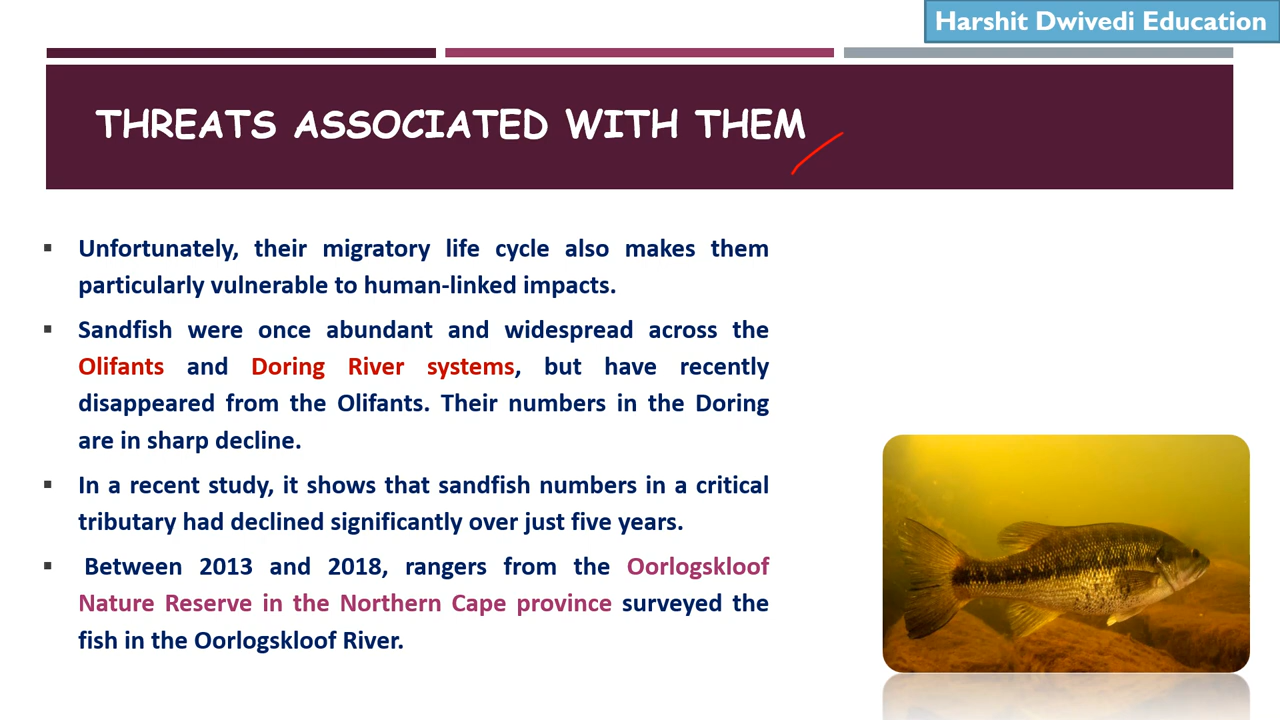 Harshit Dwivedi Education
THREATS ASSOCIATED WITH THEM
▪ Unfortunately, their migratory life cycle also makes them
particularly vulnerable to human-linked impacts.
▪ Sandfish were once abundant and widespread across the
Olifants and Doring River systems, but have recently
disappeared from the Olifants. Their numbers in the Doring
are in sharp decline.
▪ In a recent study, it shows that sandfish numbers in a critical
tributary had declined significantly over just five years.
▪ Between 2013 and 2018, rangers from the Oorlogskloof
Nature Reserve in the Northern Cape province surveyed the
fish in the Oorlogskloof River.